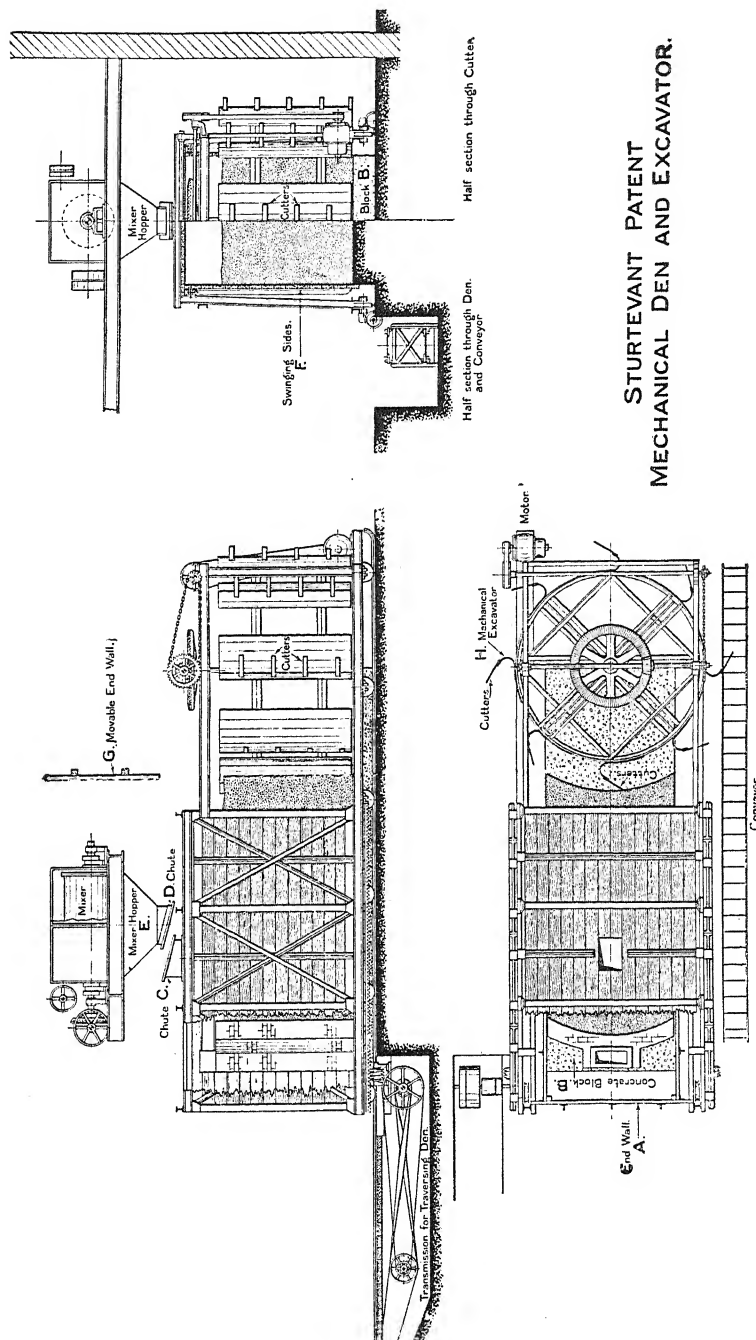 Mixer
Hopper
Cutters
Block B.
Swinging Sides.
F.
Half section through Den.
and Conveyor
Half section through Cutter.
STURTEVANT PATENT
MECHANICAL DEN AND EXCAVATOR.
G. Movable End Wall.
Mixer
Mixer Hopper
E.
D. Chute
Chute C.
Cutters
Transmission for Traversing Den.
Motor
H. Mechanical
Excavator
Cutters
Cutters
Concrete Block B.
End Wall.
A.
Conveyor